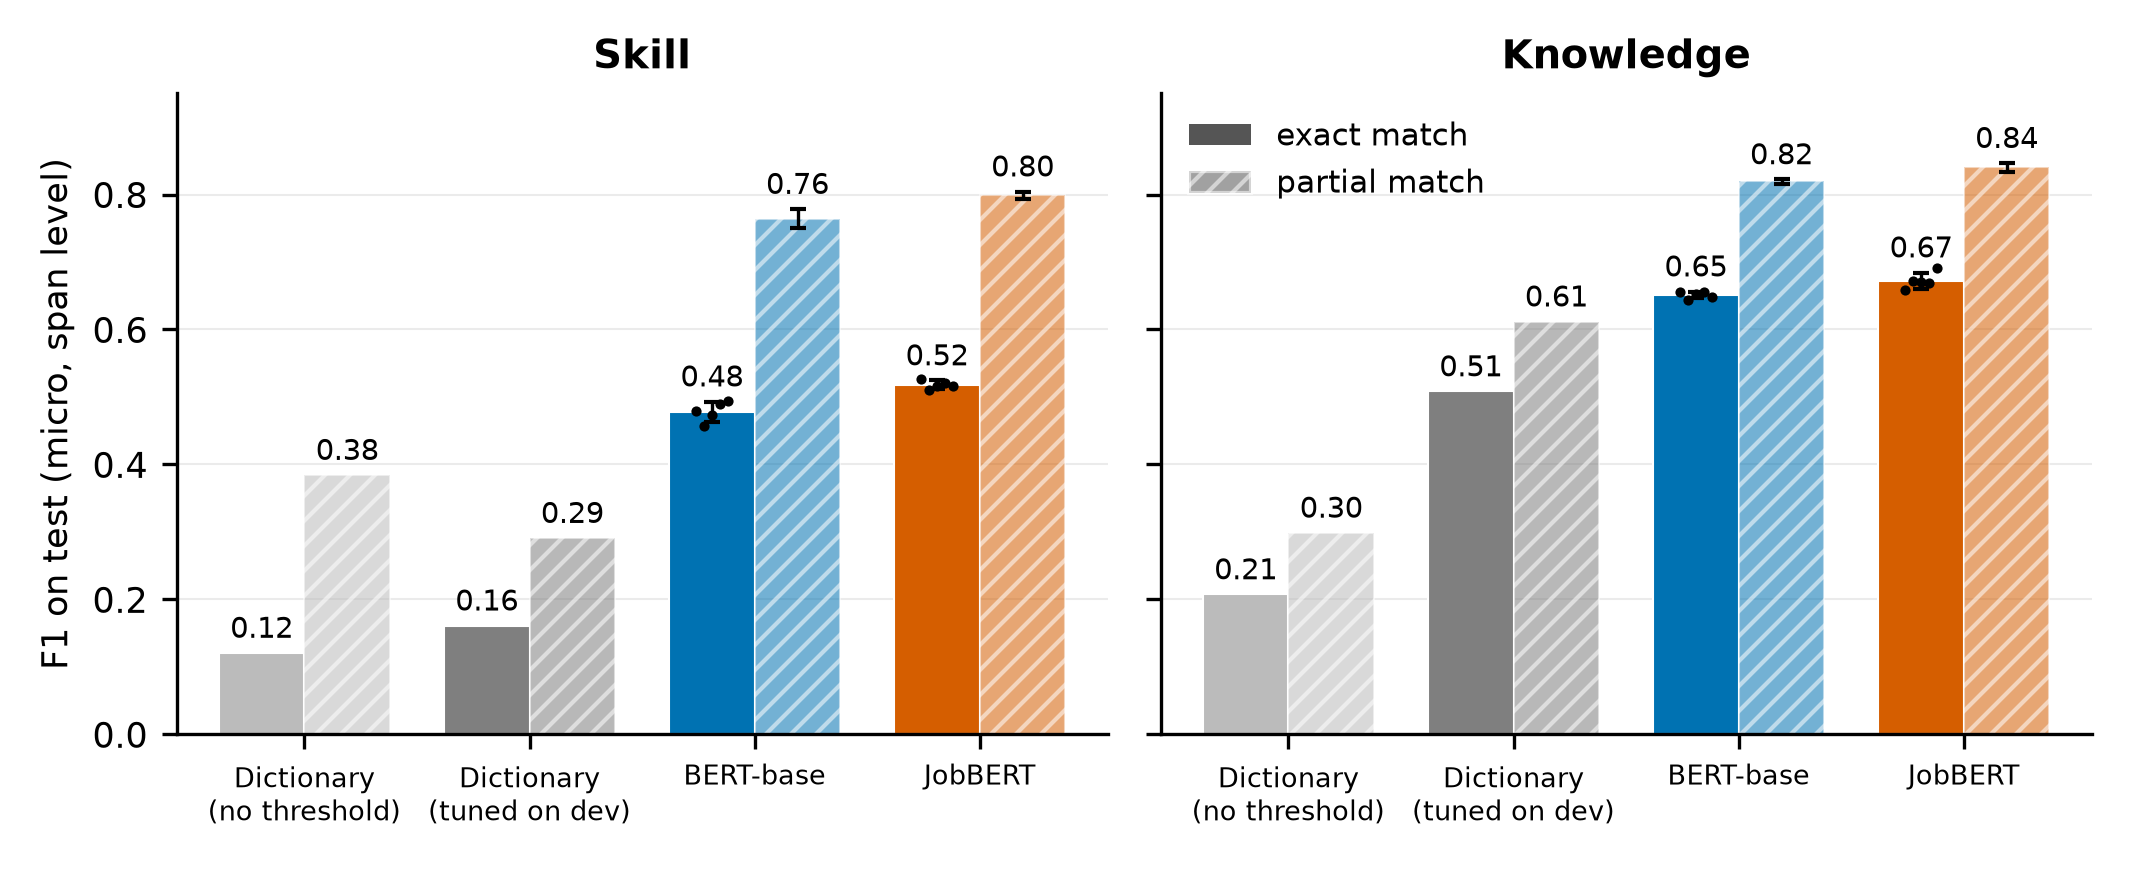 Skill
F1 on test (micro, span level)
0.8
0.6
0.4
0.2
0.0
0.12
0.38
0.16
0.29
0.48
0.76
0.52
0.80
Dictionary
(no threshold)
Dictionary
(tuned on dev)
BERT-base
JobBERT
Knowledge
exact match
partial match
0.21
0.30
0.51
0.61
0.65
0.82
0.67
0.84
Dictionary
(no threshold)
Dictionary
(tuned on dev)
BERT-base
JobBERT